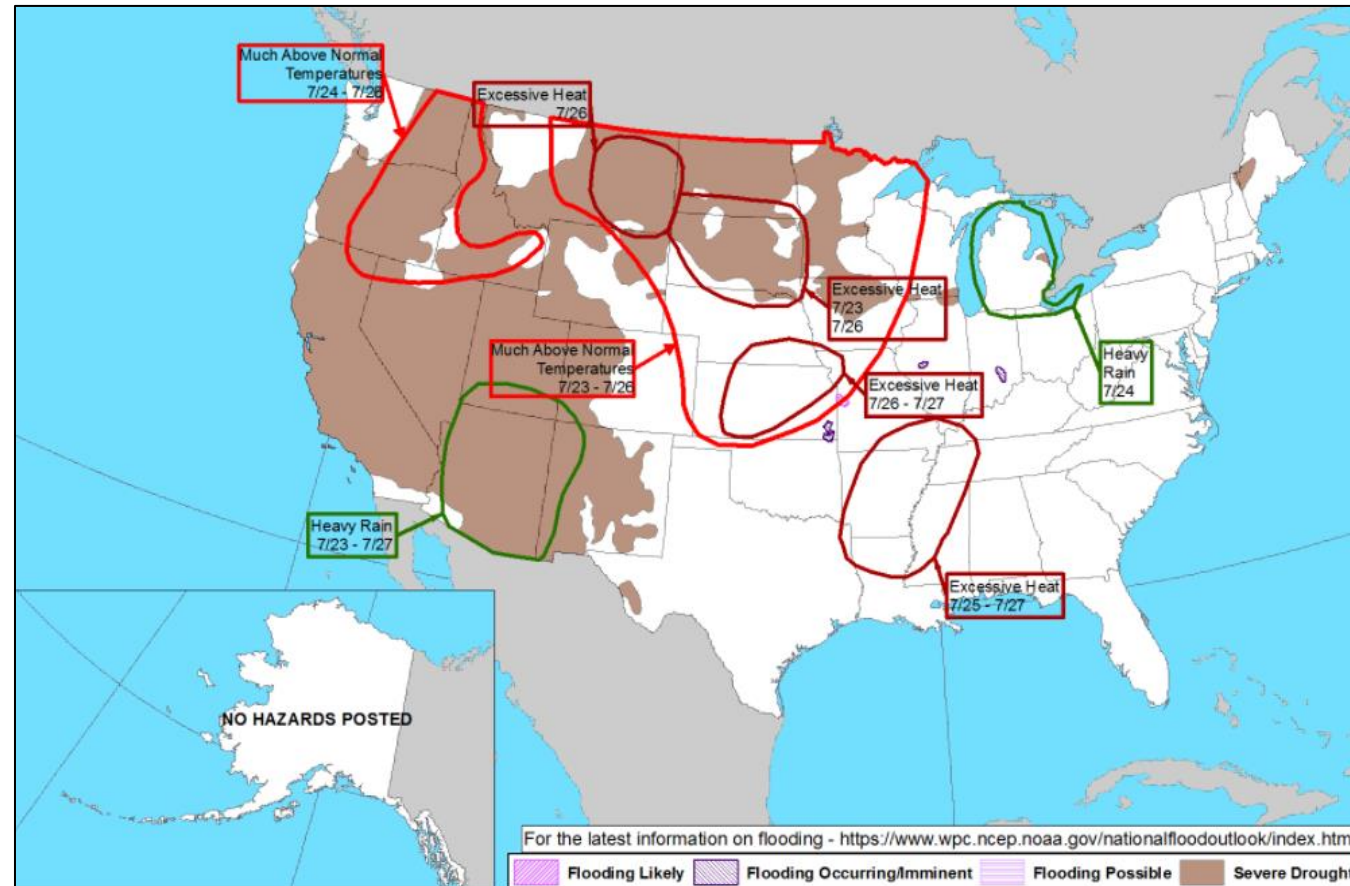 Much Above Normal
Temperatures
7/24 - 7/26
Excessive Heat
7/26
Excessive Heat
7/23
7/26
Much Above Normal
Temperatures
7/23 - 7/26
Excessive Heat
7/26 - 7/27
Heavy
Rain
7/24
Heavy Rain
7/23 - 7/27
Excessive Heat
7/25 - 7/27
NO HAZARDS POSTED
For the latest information on flooding - https://www.wpc.ncep.noaa.gov/nationalfloodoutlook/index.htm
Flooding Likely Flooding Occurring/Imminent Flooding Possible Severe Drought